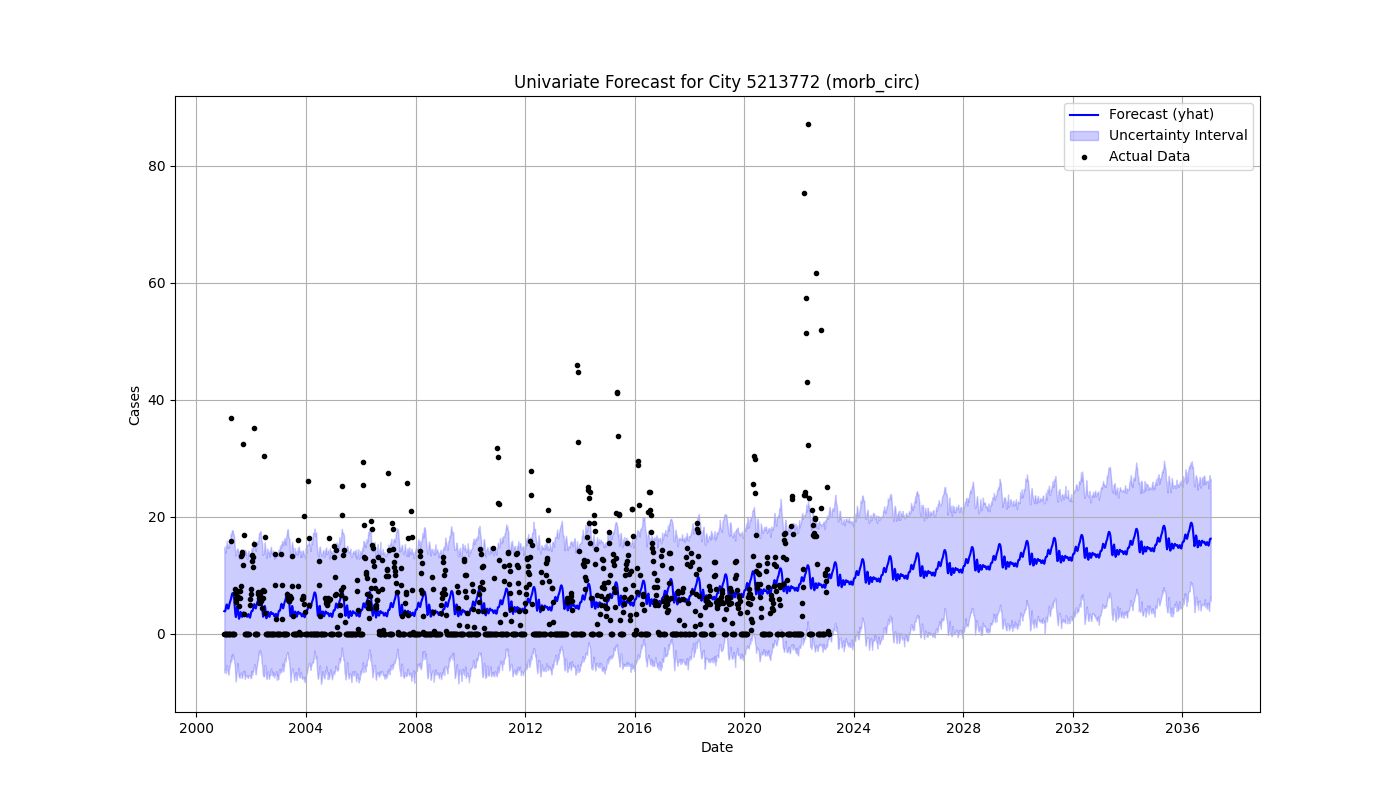 Univariate Forecast for City 5213772 (morb_circ)
Forecast (yhat)
Uncertainty Interval
Actual Data
Cases
80
60
40
20
0
2000 2004 2008 2012 2016 2020 2024 2028 2032 2036
Date